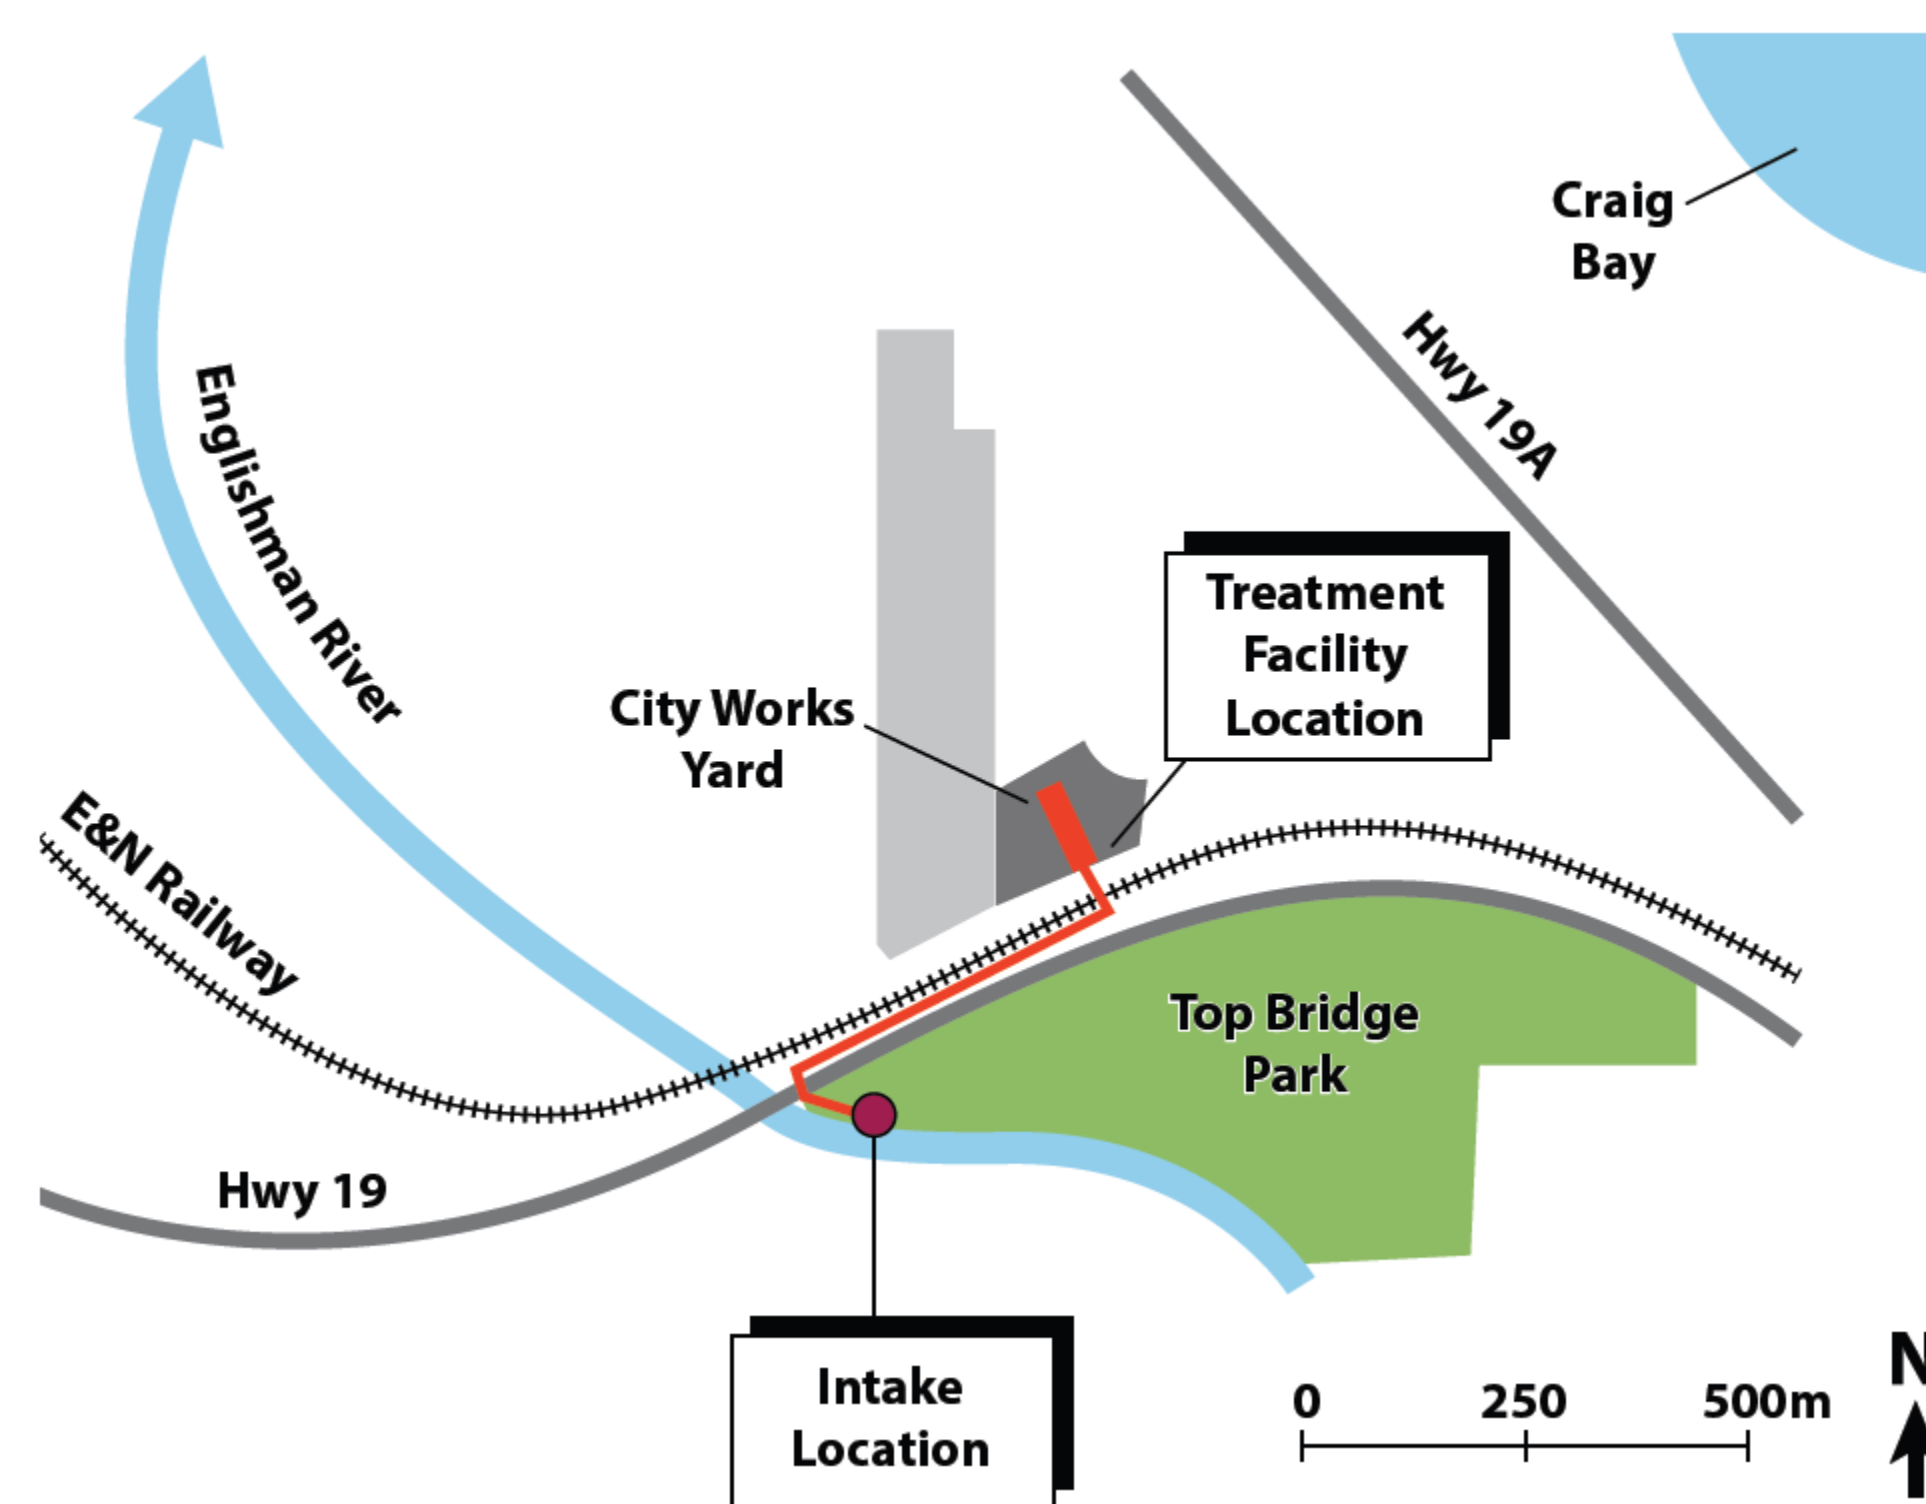 Craig
Bay
Hwy 19A
Englishman River
Treatment
Facility
Location
City Works
Yard
E&N Railway
Top Bridge
Park
Hwy 19
Intake
Location
0 250 500m
N